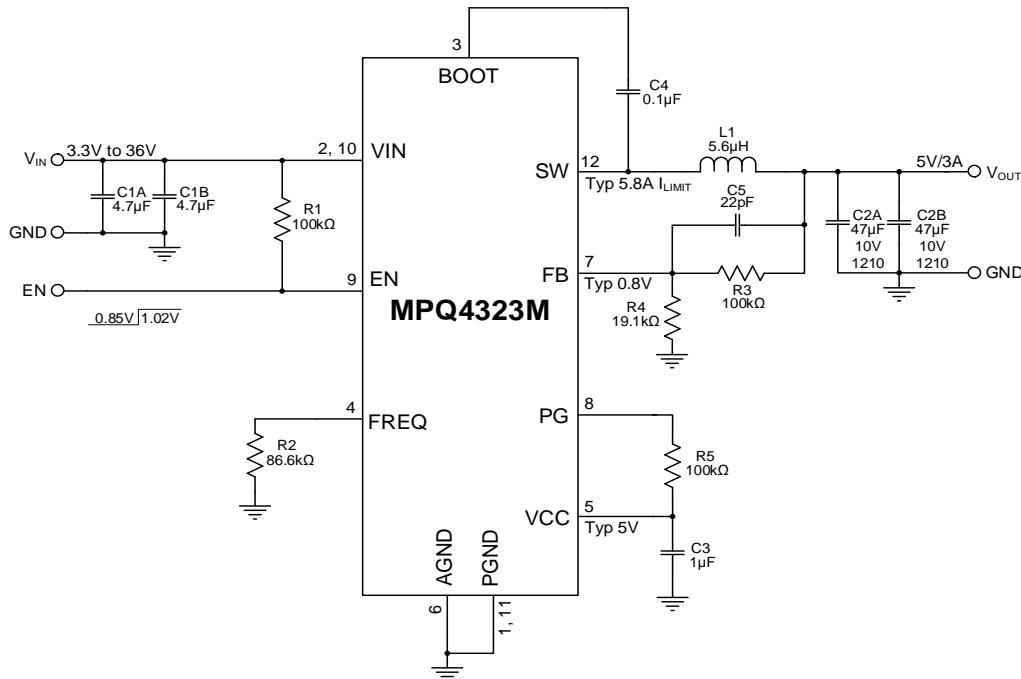 3
BOOT
C4
0.1µF
VIN
3.3V to 36V
2, 10
VIN
C1A
4.7µF
C1B
4.7µF
GND
R1
100kΩ
EN
9
EN
0.85V 1.02V
MPQ4323M
SW
12
Typ 5.8A ILIMIT
L1
5.6µH
5V/3A
VOUT
C5
22pF
C2A
47µF
10V
1210
C2B
47µF
10V
1210
GND
FB
7
Typ 0.8V
R3
100kΩ
R4
19.1kΩ
4
FREQ
R2
86.6kΩ
PG
8
R5
100kΩ
VCC
5
Typ 5V
C3
1µF
AGND
PGND
6
1, 11